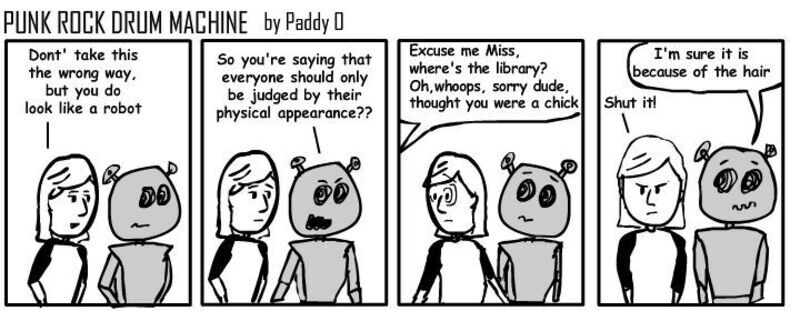 PUNK ROCK DRUM MACHINE by Paddy O
Dont' take this
the wrong way,
but you do
look like a robot
So you're saying that
everyone should only
be judged by their
physical appearance??
Excuse me Miss,
where's the library?
Oh,whoops, sorry dude,
thought you were a chick
I'm sure it is
because of the hair
Shut it!